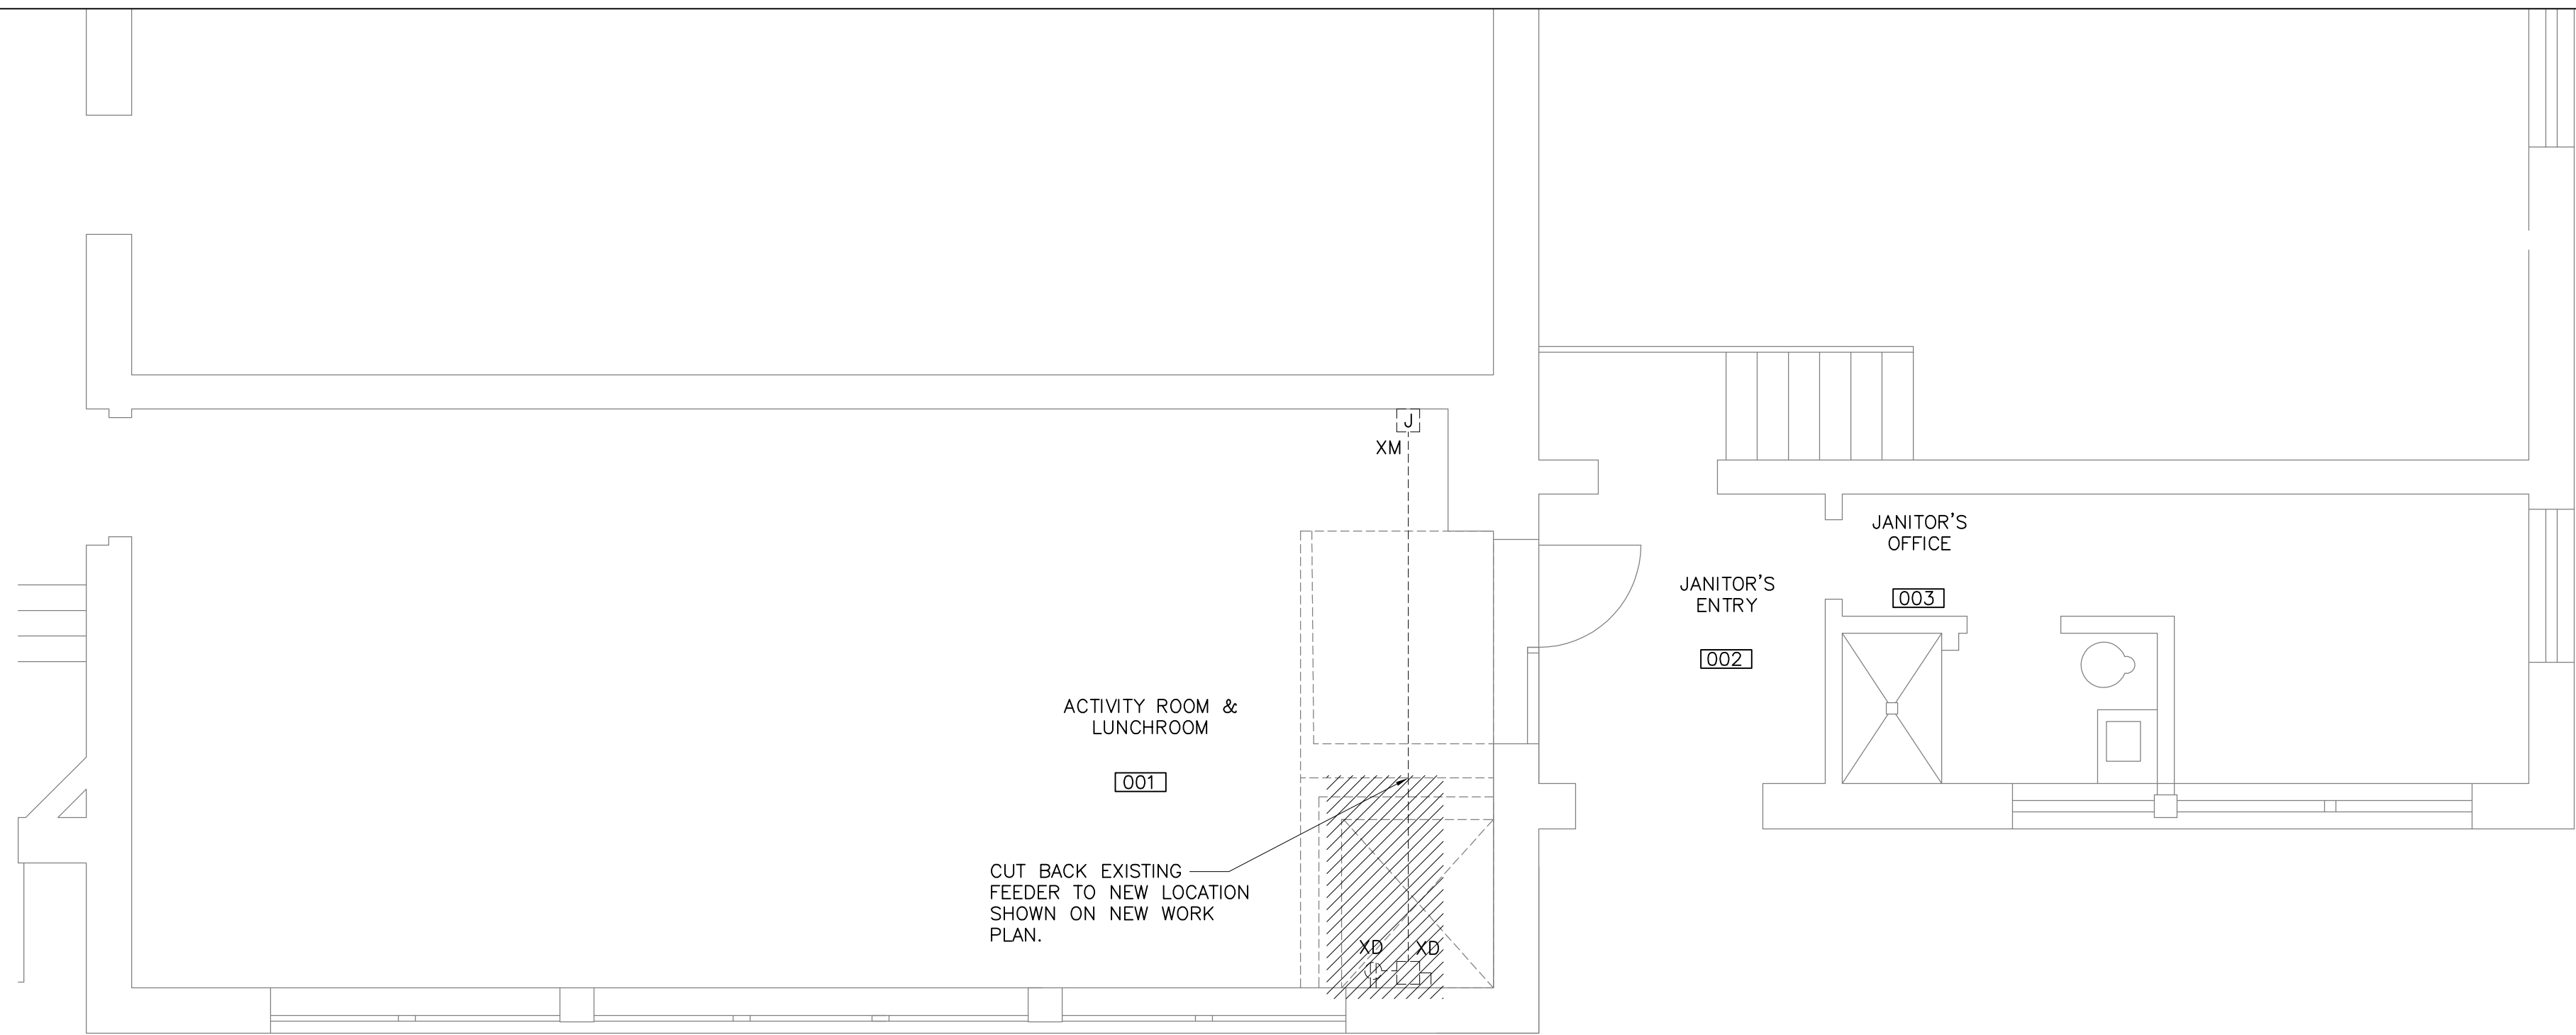 J
XM
JANITOR'S
OFFICE
003
JANITOR'S
ENTRY
002
ACTIVITY ROOM &
LUNCHROOM
001
CUT BACK EXISTING
FEEDER TO NEW LOCATION
SHOWN ON NEW WORK
PLAN.
XD XD